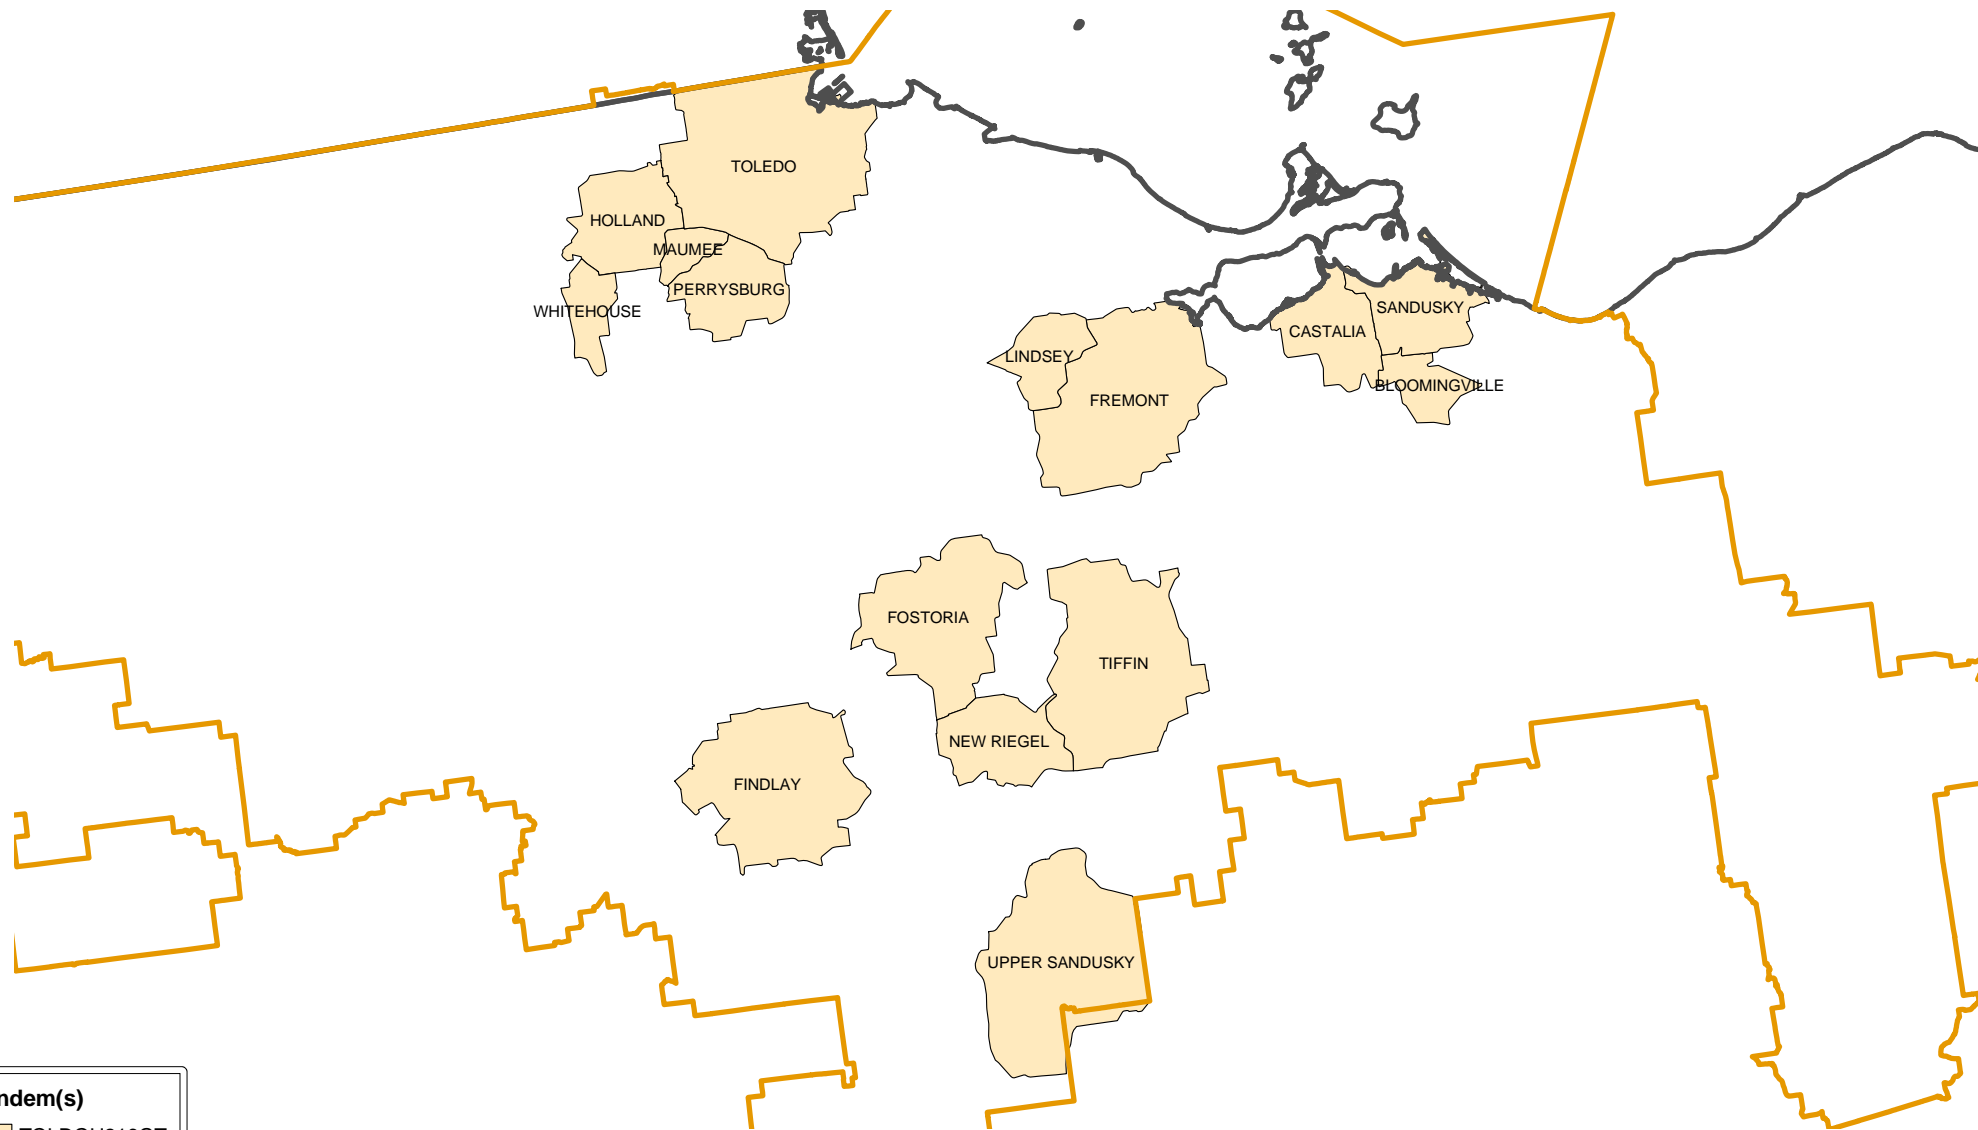 TOLEDO
HOLLAND
MAUMEE
PERRYSBURG
WHITEHOUSE
SANDUSKY
CASTALIA
LINDSEY
BLOOMINGVILLE
FREMONT
FOSTORIA
TIFFIN
NEW RIEGEL
FINDLAY
UPPER SANDUSKY
ndem(s)